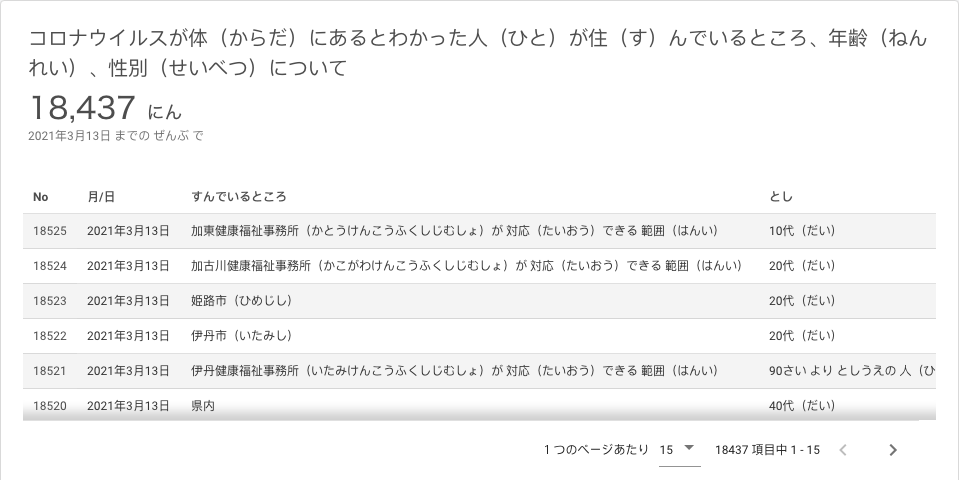 コロナウイルスが体（からだ）にあるとわかった人（ひと）が住（す）んでいるところ、年齢（ねん
れい）、性別（せいべつ）について
18,437 にん
2021年3月13日 までの ぜんぶ で
No 月/日 すんでいるところ とし
18525 2021年3月13日 加東健康福祉事務所（かとうけんこうふくしじむしょ）が 対応（たいおう）できる 範囲（はんい） 10代（だい）
18524 2021年3月13日 加古川健康福祉事務所（かこがわけんこうふくしじむしょ）が 対応（たいおう）できる 範囲（はんい） 20代（だい）
18523 2021年3月13日 姫路市（ひめじし） 20代（だい）
18522 2021年3月13日 伊丹市（いたみし） 20代（だい）
18521 2021年3月13日 伊丹健康福祉事務所（いたみけんこうふくしじむしょ）が 対応（たいおう）できる 範囲（はんい） 90さい より としうえの 人（ひ
18520 2021年3月13日 県内 40代（だい）
1 つのページあたり 15 18437 項目中 1 - 15